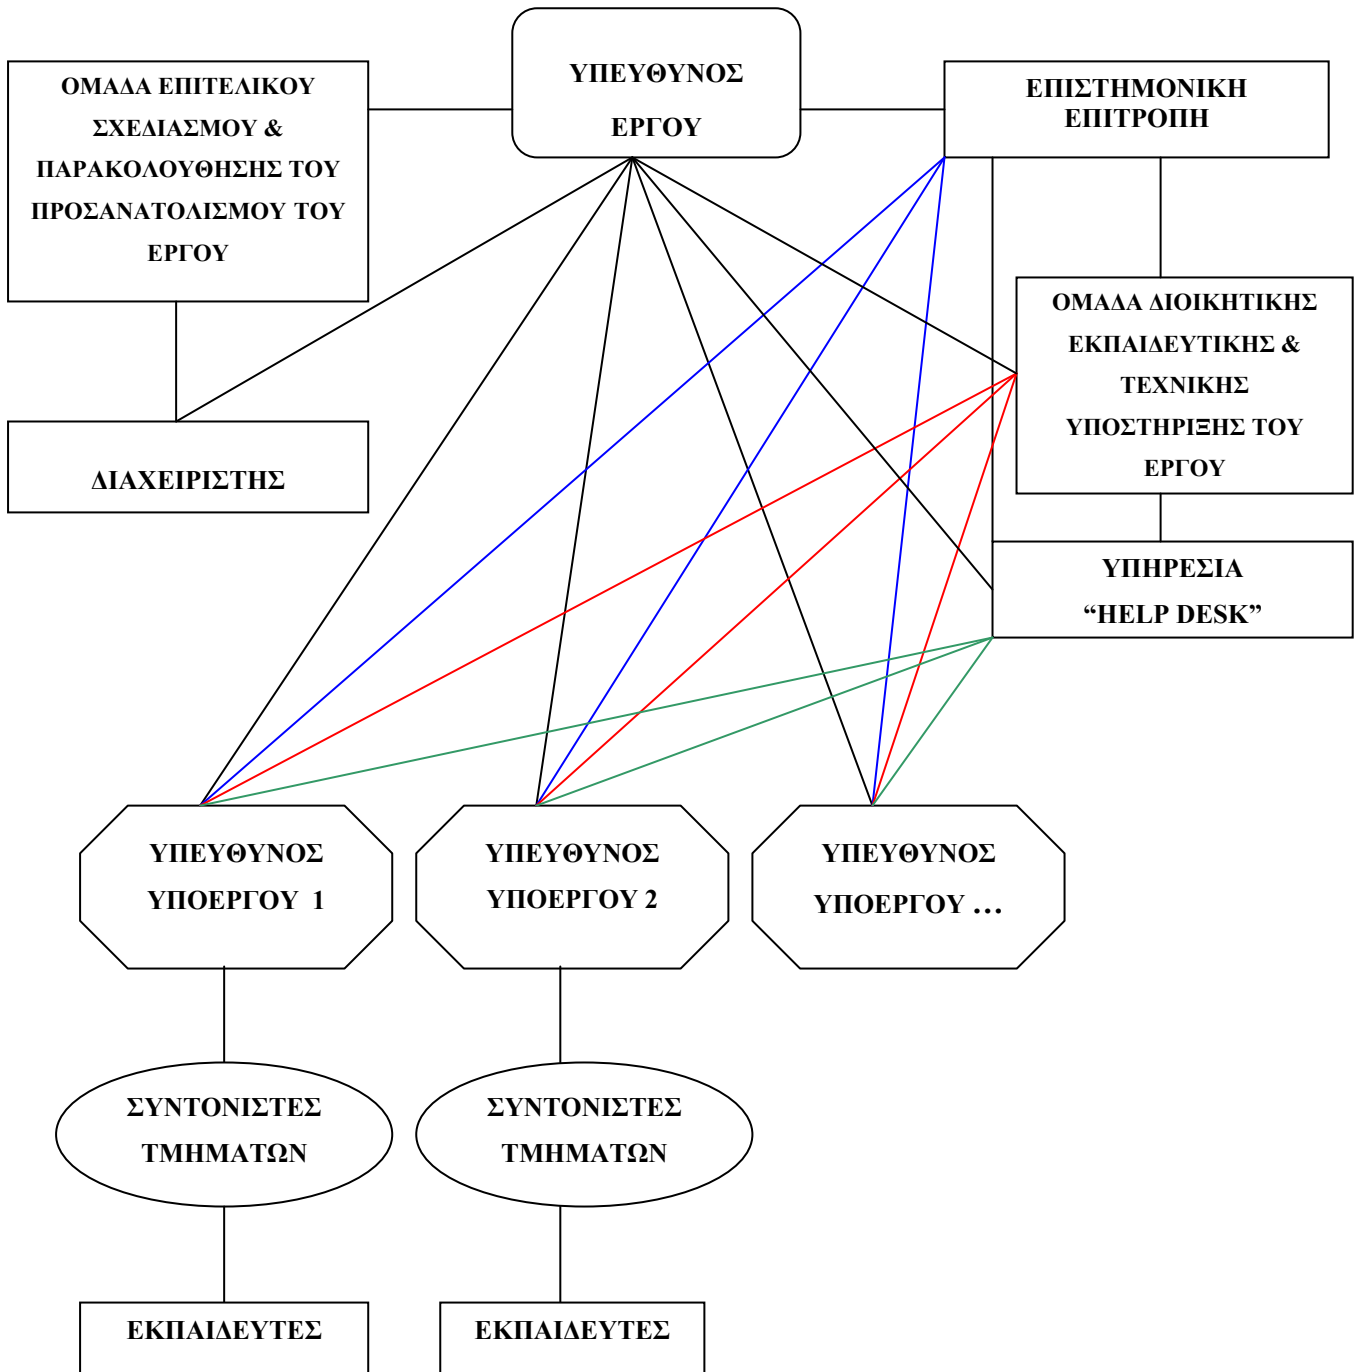 ΥΠΕΥΘΥΝΟΣ
ΕΡΓΟΥ
ΟΜΑΔΑ ΕΠΙΤΕΛΙΚΟΥ
ΣΧΕΔΙΑΣΜΟΥ &
ΠΑΡΑΚΟΛΟΥΘΗΣΗΣ ΤΟΥ
ΠΡΟΣΑΝΑΤΟΛΙΣΜΟΥ ΤΟΥ
ΕΡΓΟΥ
ΕΠΙΣΤΗΜΟΝΙΚΗ
ΕΠΙΤΡΟΠΗ
ΟΜΑΔΑ ΔΙΟΙΚΗΤΙΚΗΣ
ΕΚΠΑΙΔΕΥΤΙΚΗΣ &
ΤΕΧΝΙΚΗΣ
ΥΠΟΣΤΗΡΙΞΗΣ ΤΟΥ
ΕΡΓΟΥ
ΔΙΑΧΕΙΡΙΣΤΗΣ
ΥΠΗΡΕΣΙΑ
“HELP DESK”
ΥΠΕΥΘΥΝΟΣ
ΥΠΟΕΡΓΟΥ 1
ΥΠΕΥΘΥΝΟΣ
ΥΠΟΕΡΓΟΥ 2
ΥΠΕΥΘΥΝΟΣ
ΥΠΟΕΡΓΟΥ …
ΣΥΝΤΟΝΙΣΤΕΣ
ΤΜΗΜΑΤΩΝ
ΣΥΝΤΟΝΙΣΤΕΣ
ΤΜΗΜΑΤΩΝ
ΕΚΠΑΙΔΕΥΤΕΣ
ΕΚΠΑΙΔΕΥΤΕΣ